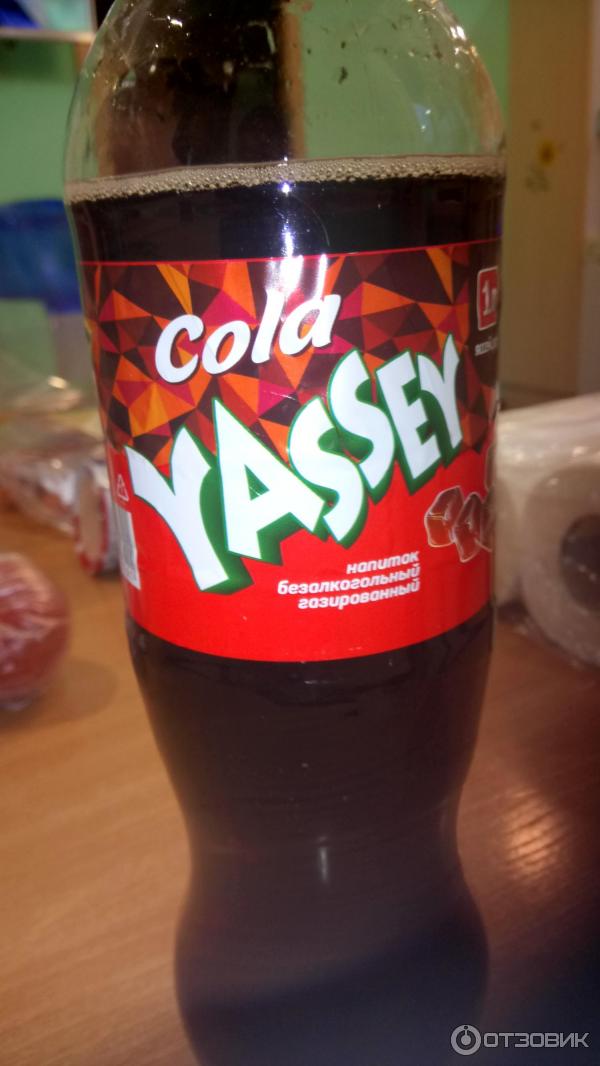 Cola
YASSEY
напиток
безалкогольный
газированный
ОТЗОВИК